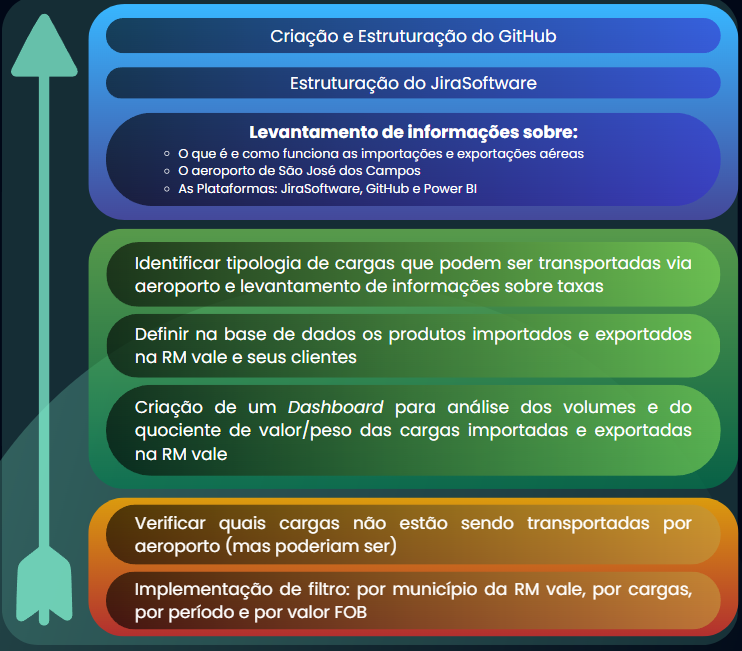 Criação e Estruturação do GitHub
Estruturação do JiraSoftware
Levantamento de informações sobre:
○ O que é e como funciona as importações e exportações aéreas
○ O aeroporto de São José dos Campos
○ As Plataformas: JiraSoftware, GitHub e Power BI
Identificar tipologia de cargas que podem ser transportadas via
aeroporto e levantamento de informações sobre taxas
Definir na base de dados os produtos importados e exportados
na RM vale e seus clientes
Criação de um Dashboard para análise dos volumes e do
quociente de valor/peso das cargas importadas e exportadas
na RM vale
Verificar quais cargas não estão sendo transportadas por
aeroporto (mas poderiam ser)
Implementação de filtro: por município da RM vale, por cargas,
por período e por valor FOB